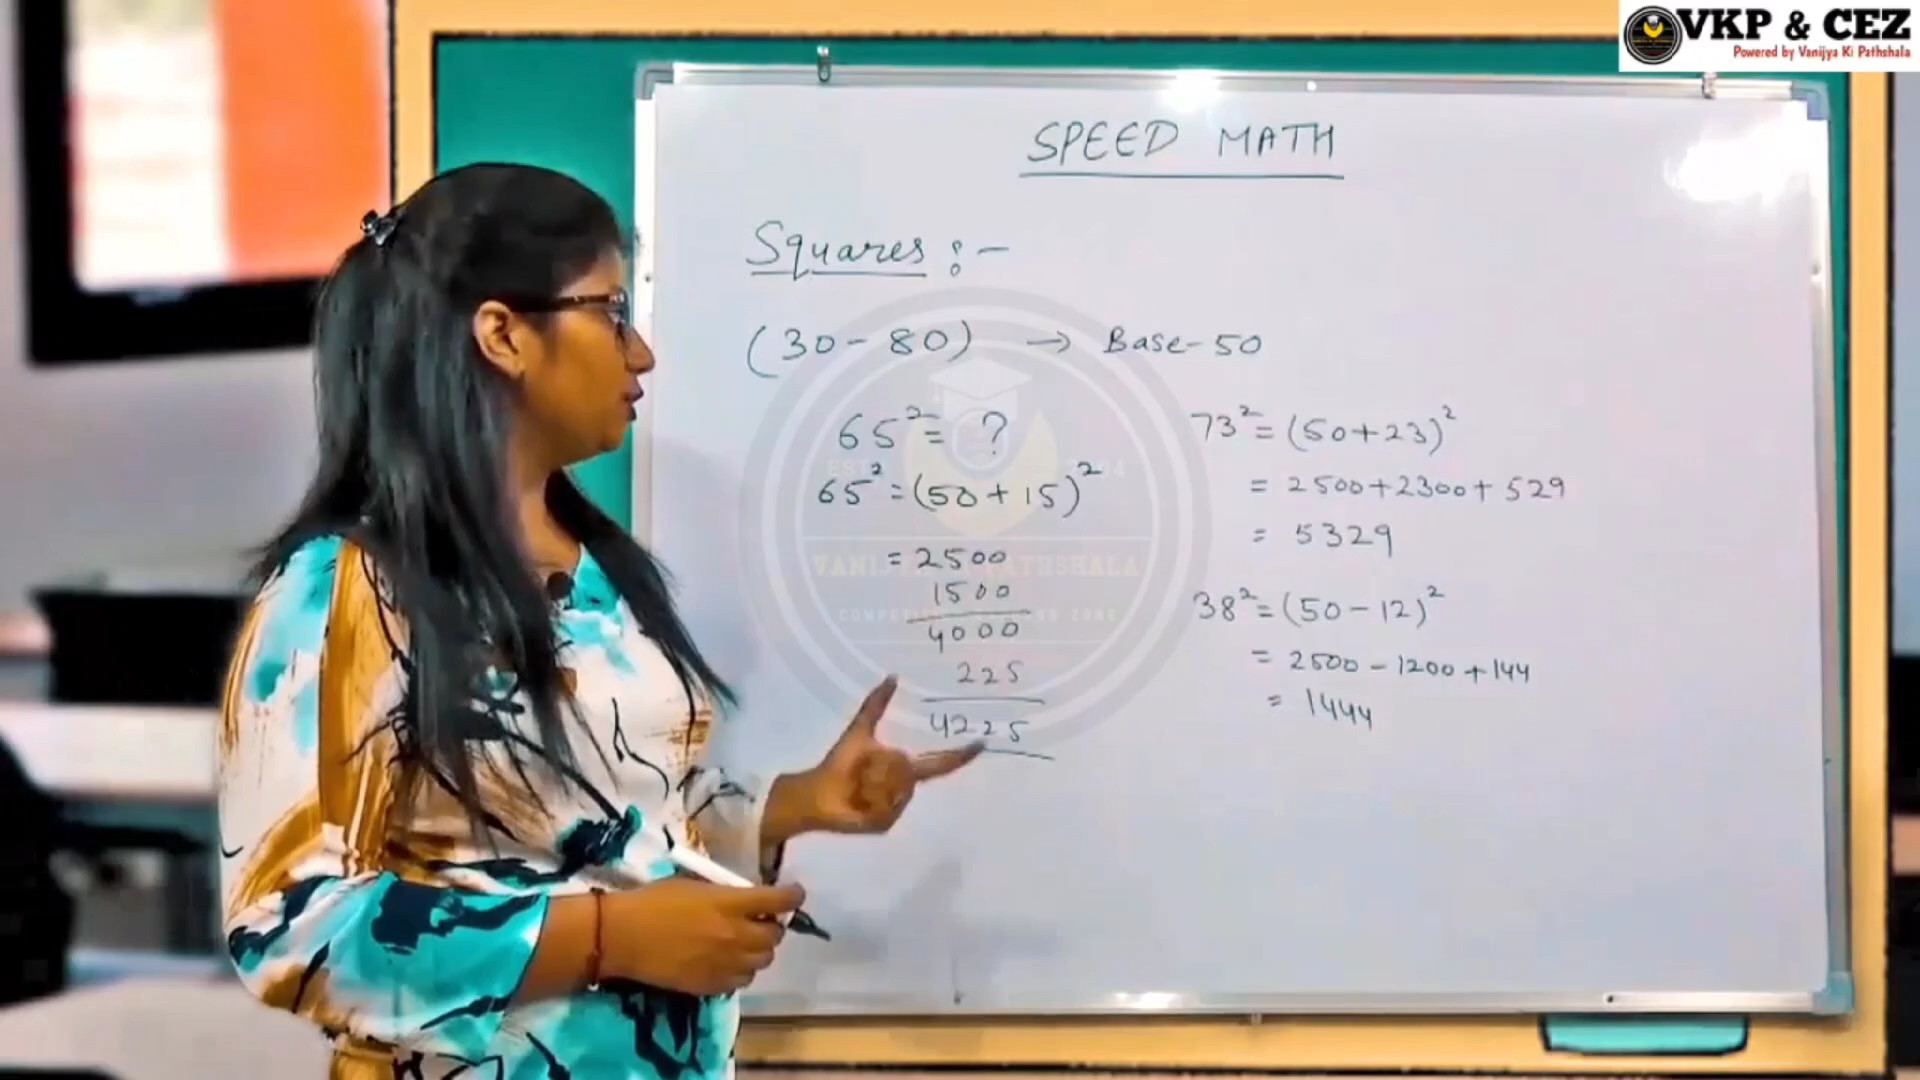 VKP & CEZ
Powered by Vanijya Ki Pathshala
SPEED MATH
Squares :-
(30 - 80) → Base-50
65² = ?
65² = (50 + 15)²
= 2500
1500
4000
225
4225
73² = (50+23)²
= 2500+2300+529
= 5329
38² = (50-12)²
= 2500-1200+144
= 1444